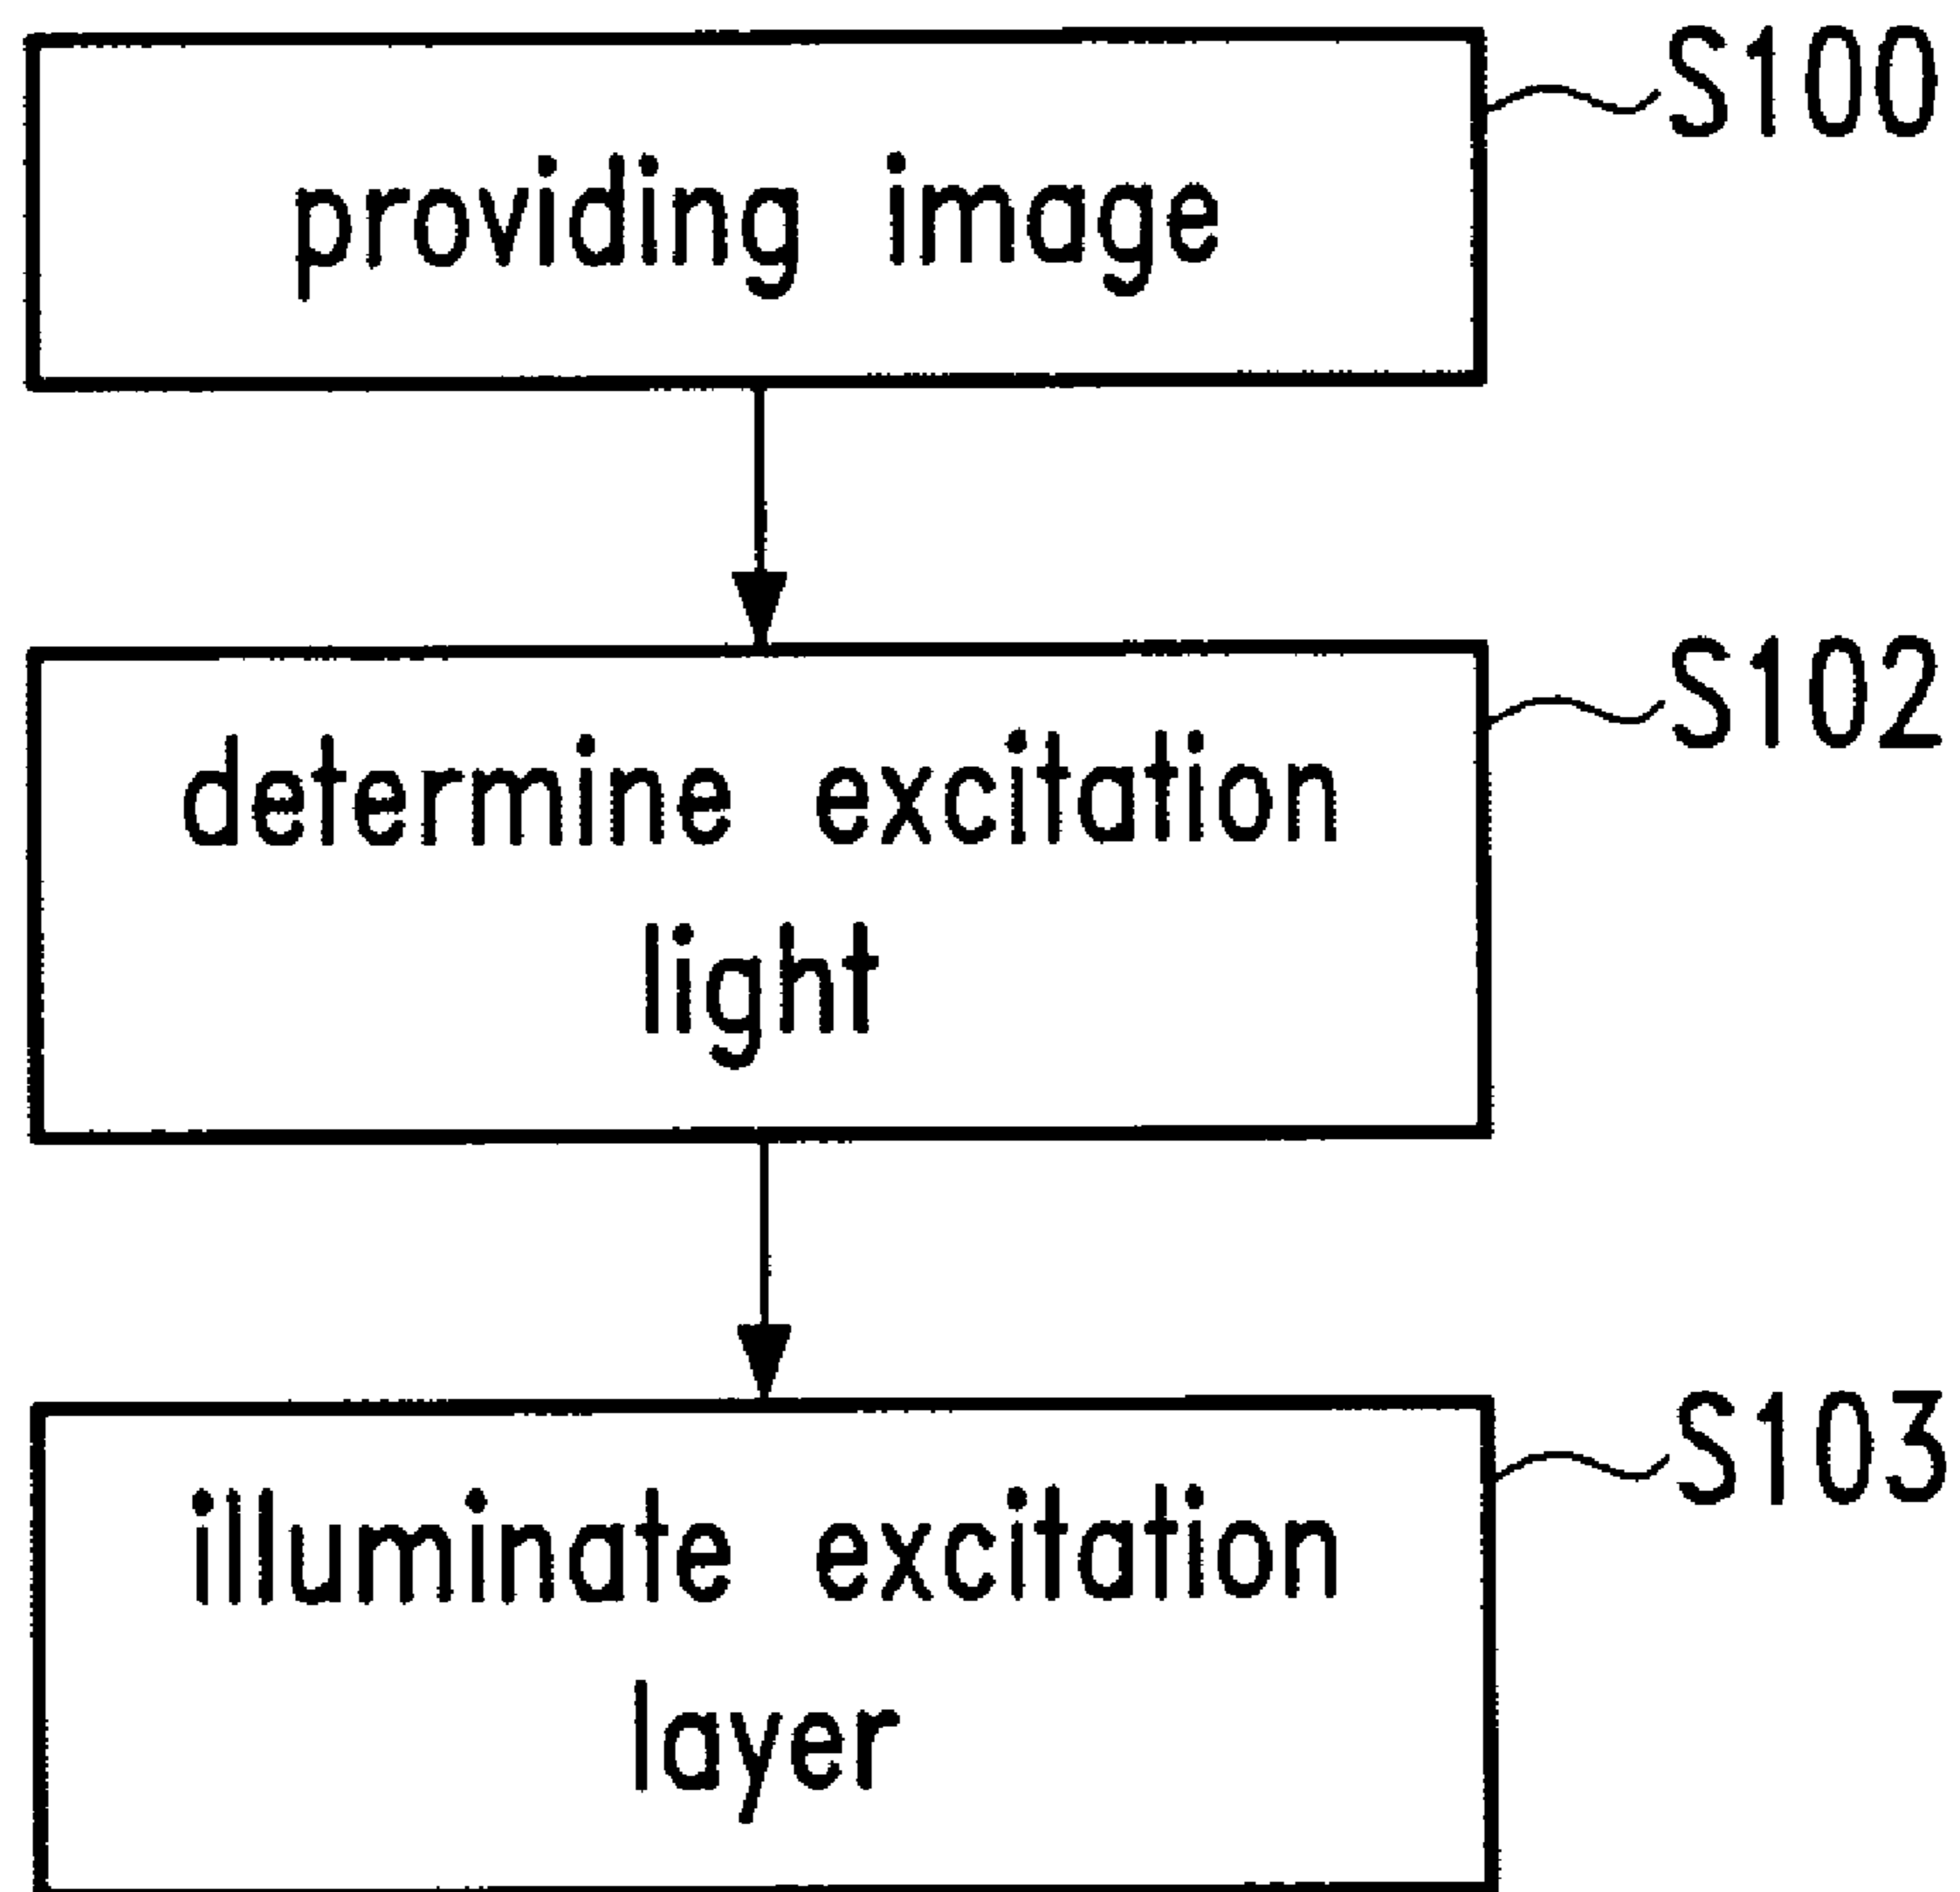 S100
providing image
S102
determine excitation
light
S103
illuminate excitation
layer